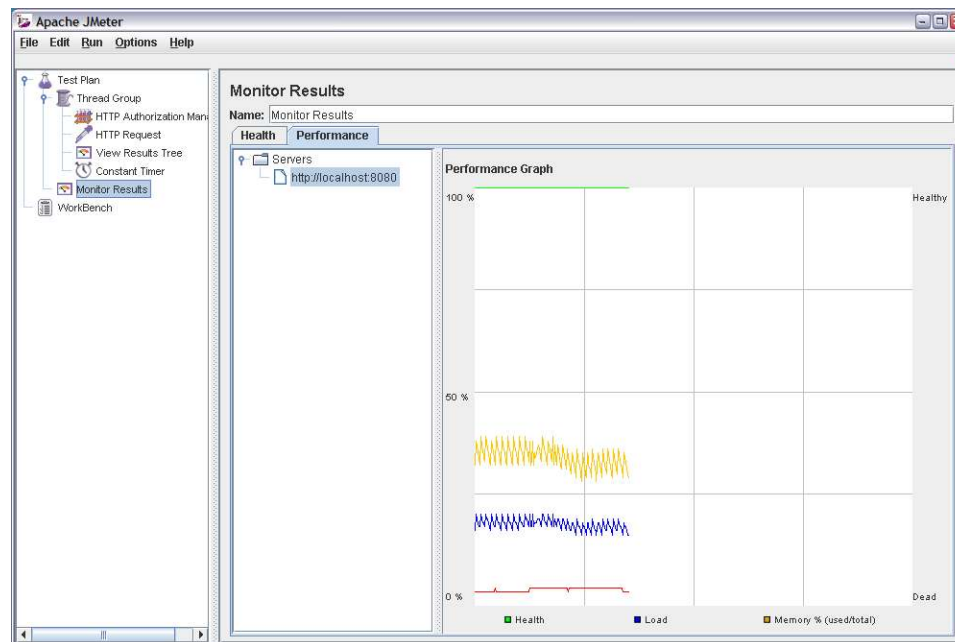 Apache JMeter
File Edit Run Options Help
Test Plan
Thread Group
HTTP Authorization Man
HTTP Request
View Results Tree
Constant Timer
Monitor Results
WorkBench
Monitor Results
Name: Monitor Results
Health Performance
Servers
http://localhost:8080
Performance Graph
100 % Healthy
50 %
0 % Dead
Health Load Memory % (used/total)